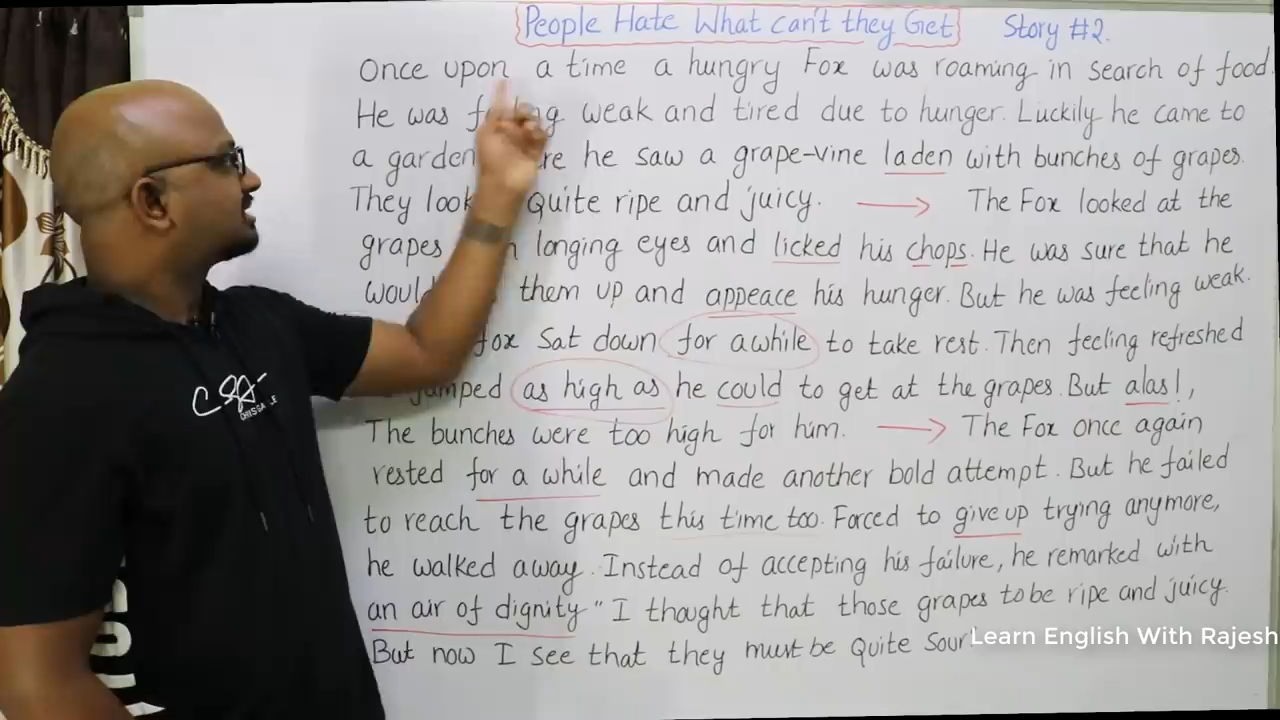 People Hate What can't they Get Story #2.
Once upon a time a hungry Fox was roaming in search of food.
He was weak and tired due to hunger. Luckily he came to
a garden he saw a grape-vine laden with bunches of grapes.
They look quite ripe and juicy. → The Fox looked at the
grapes longing eyes and licked his chops. He was sure that he
them up and appeace his hunger. But he was feeling weak.
fox Sat down for awhile to take rest. Then feeling refreshed
jumped as high as he could to get at the grapes. But alas!,
The bunches were too high for him. → The Fox once again
rested for a while and made another bold attempt. But he failed
to reach the grapes this time too. Forced to give up trying anymore,
he walked away. Instead of accepting his failure, he remarked with
an air of dignity "I thought that those grapes to be ripe and juicy.
But now I see that they must be Quite Sour
Learn English With Rajesh